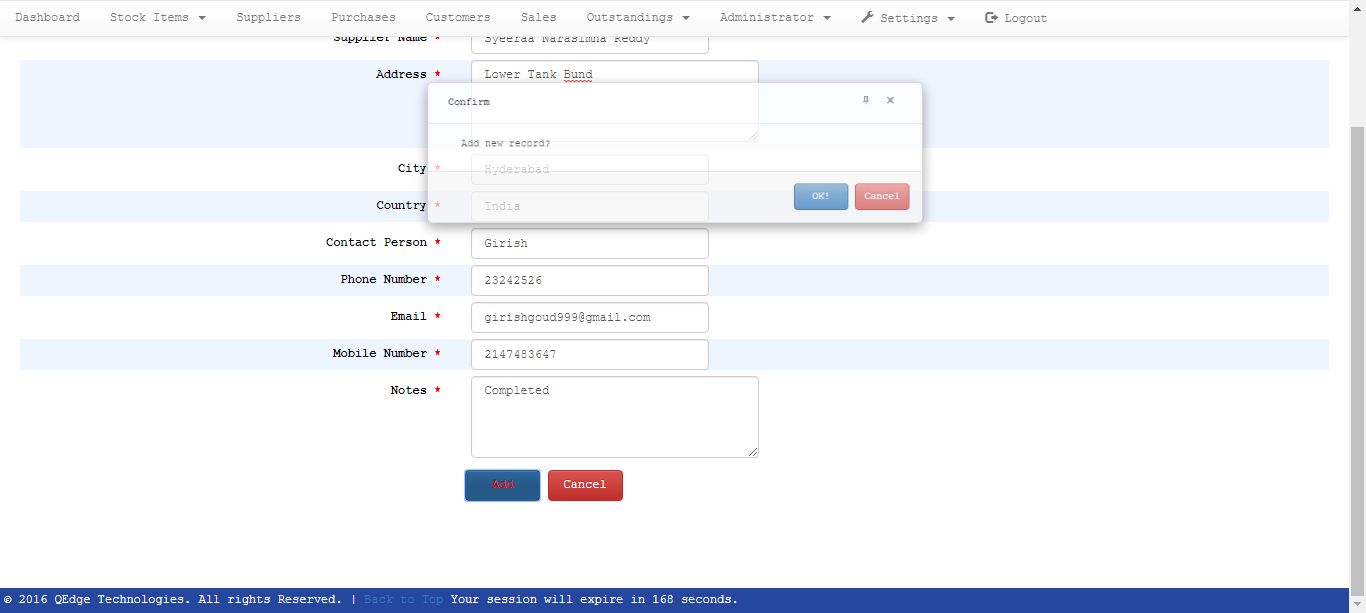 Dashboard Stock Items Suppliers Purchases Customers Sales Outstandings Administrator Settings Logout
Supplier Name * Syeeraa Narasimha Reddy
Address * Lower Tank Bund
Confirm
Add new record?
City * Hyderabad
OK! Cancel
Country * India
Contact Person * Girish
Phone Number * 23242526
Email * girishgoud999@gmail.com
Mobile Number * 2147483647
Notes * Completed
Add Cancel
© 2016 QEdge Technologies. All rights Reserved. | Back to Top Your session will expire in 168 seconds.